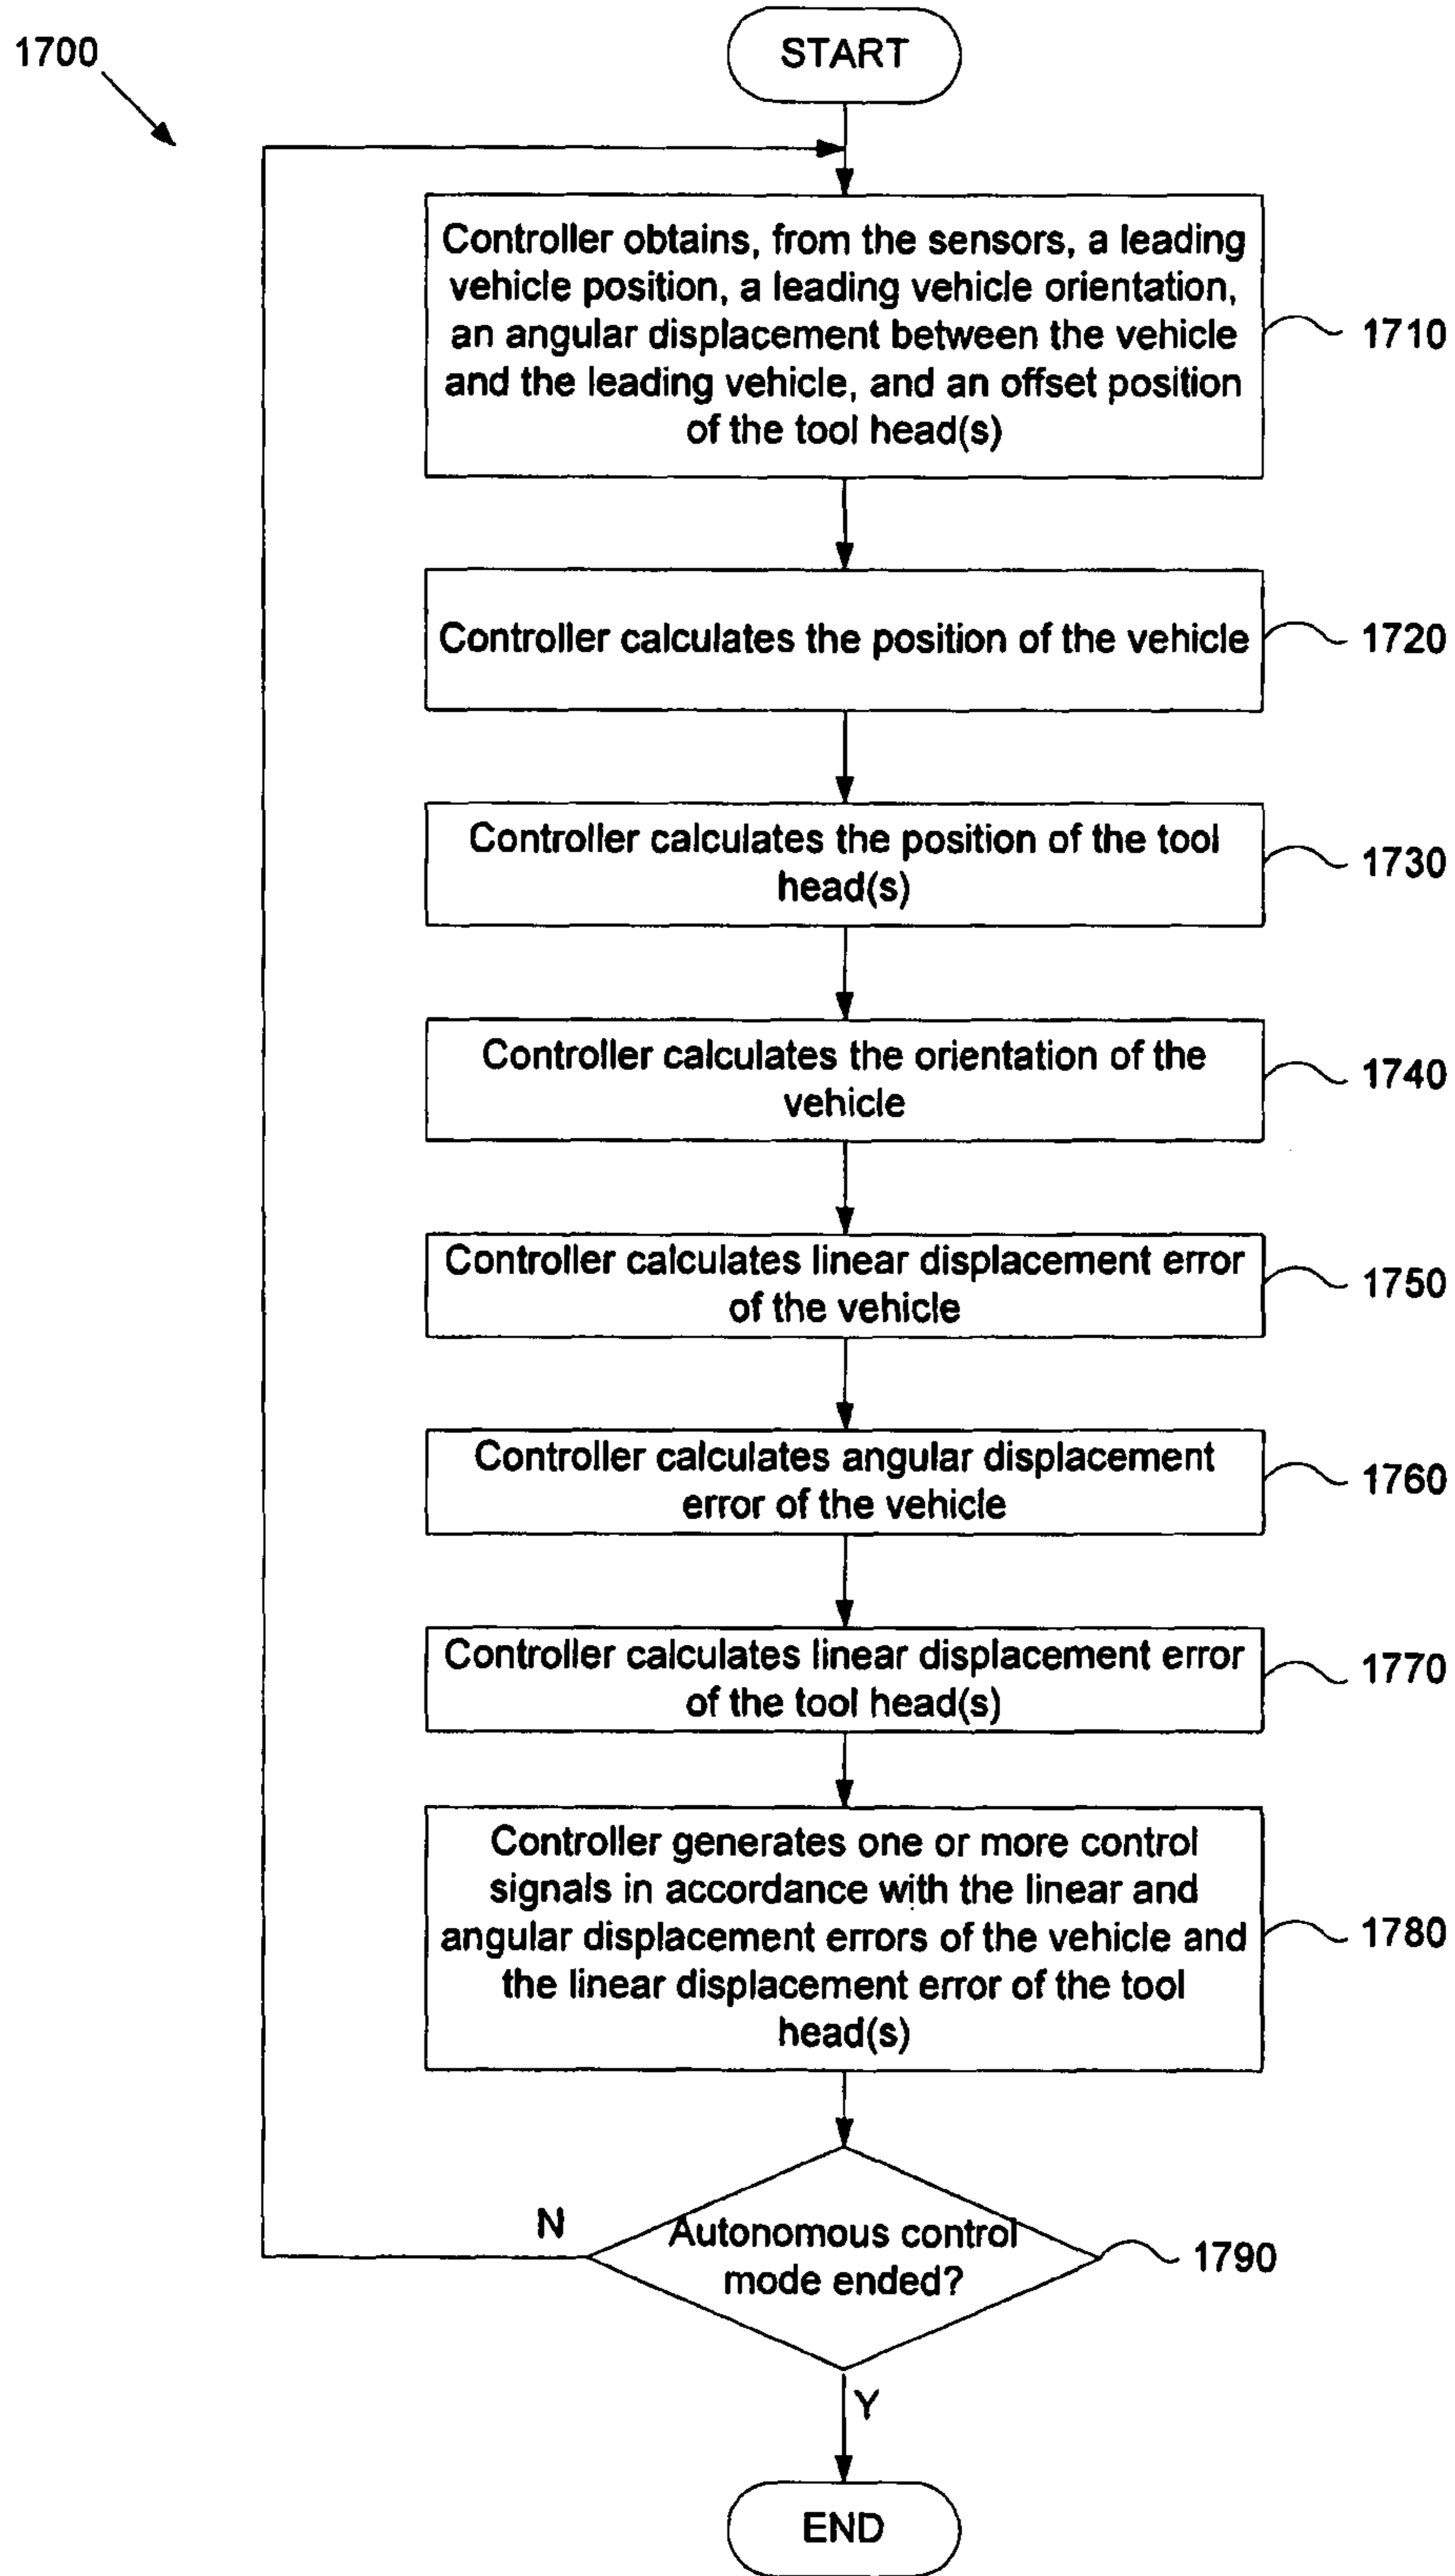 1700
START
Controller obtains, from the sensors, a leading
vehicle position, a leading vehicle orientation,
an angular displacement between the vehicle
and the leading vehicle, and an offset position
of the tool head(s)
1710
Controller calculates the position of the vehicle
1720
Controller calculates the position of the tool
head(s)
1730
Controller calculates the orientation of the
vehicle
1740
Controller calculates linear displacement error
of the vehicle
1750
Controller calculates angular displacement
error of the vehicle
1760
Controller calculates linear displacement error
of the tool head(s)
1770
Controller generates one or more control
signals in accordance with the linear and
angular displacement errors of the vehicle and
the linear displacement error of the tool
head(s)
1780
N
Autonomous control
mode ended?
1790
Y
END